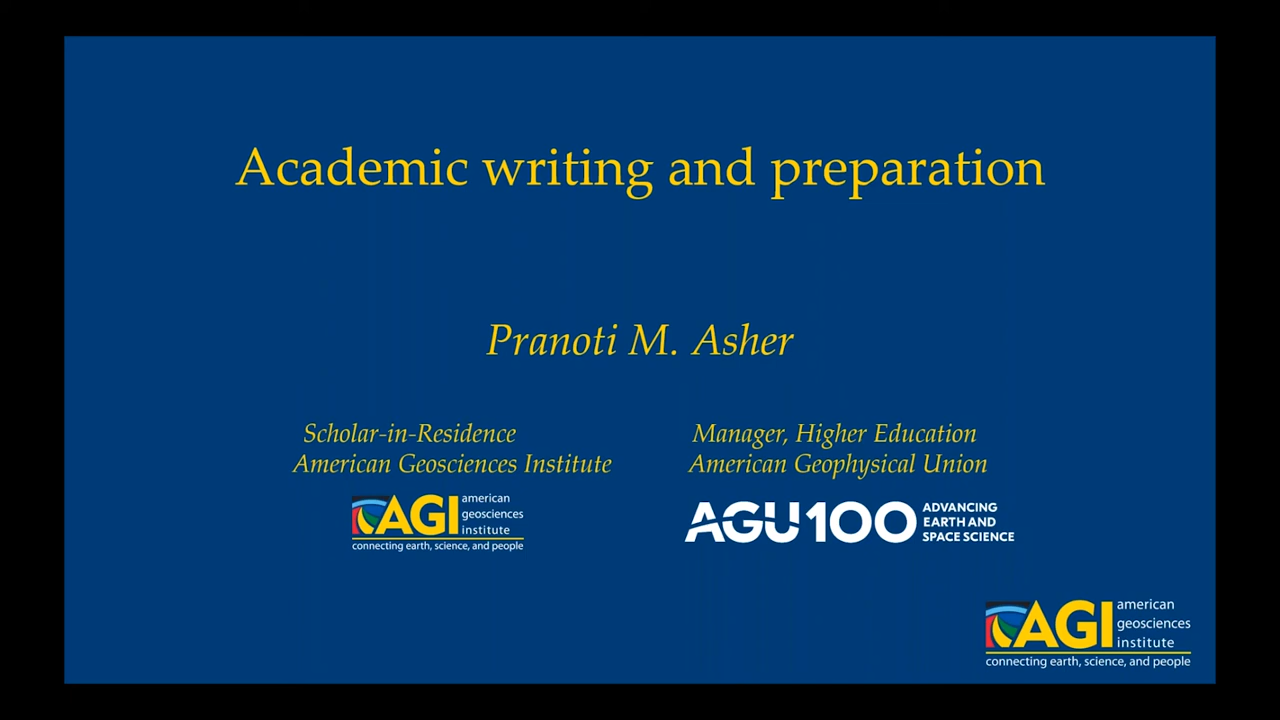 Academic writing and preparation
Pranoti M. Asher
Scholar-in-Residence
American Geosciences Institute
AGI american
geosciences
institute
connecting earth, science, and people
Manager, Higher Education
American Geophysical Union
AGU100 ADVANCING
EARTH AND
SPACE SCIENCE
AGI american
geosciences
institute
connecting earth, science, and people